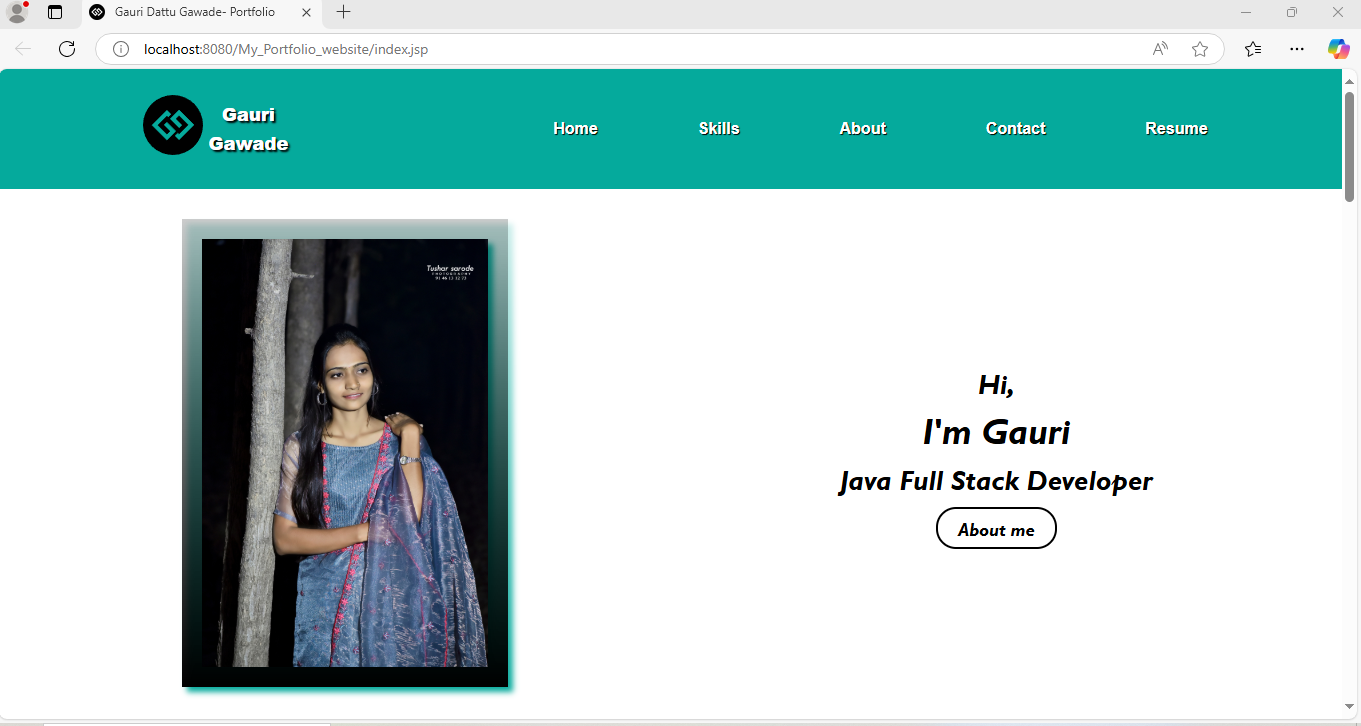 Gauri Dattu Gawade- Portfolio
localhost:8080/My_Portfolio_website/index.jsp
Gauri
Gawade
Home
Skills
About
Contact
Resume
Tushar sarode
PHOTOGRAPHY
Hi,
I'm Gauri
Java Full Stack Developer
About me